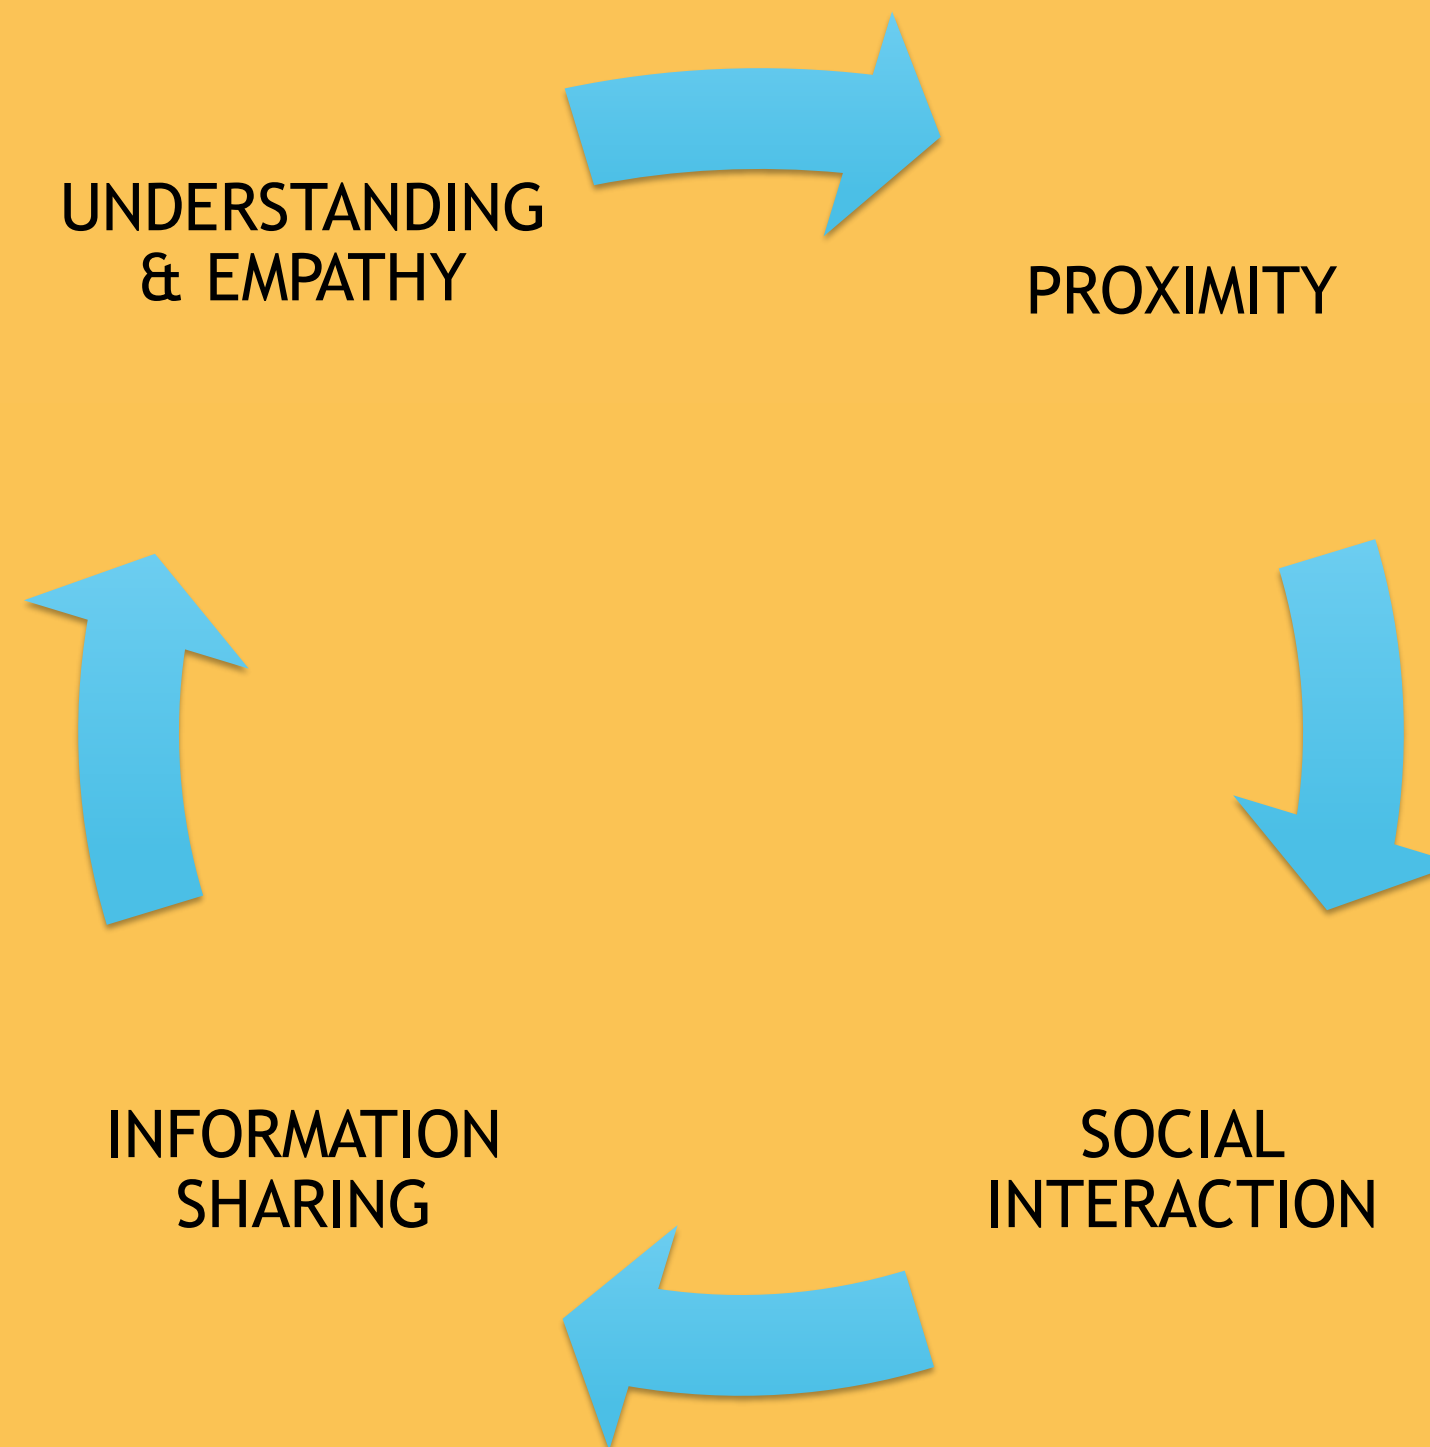 UNDERSTANDING
& EMPATHY
PROXIMITY
INFORMATION
SHARING
SOCIAL
INTERACTION